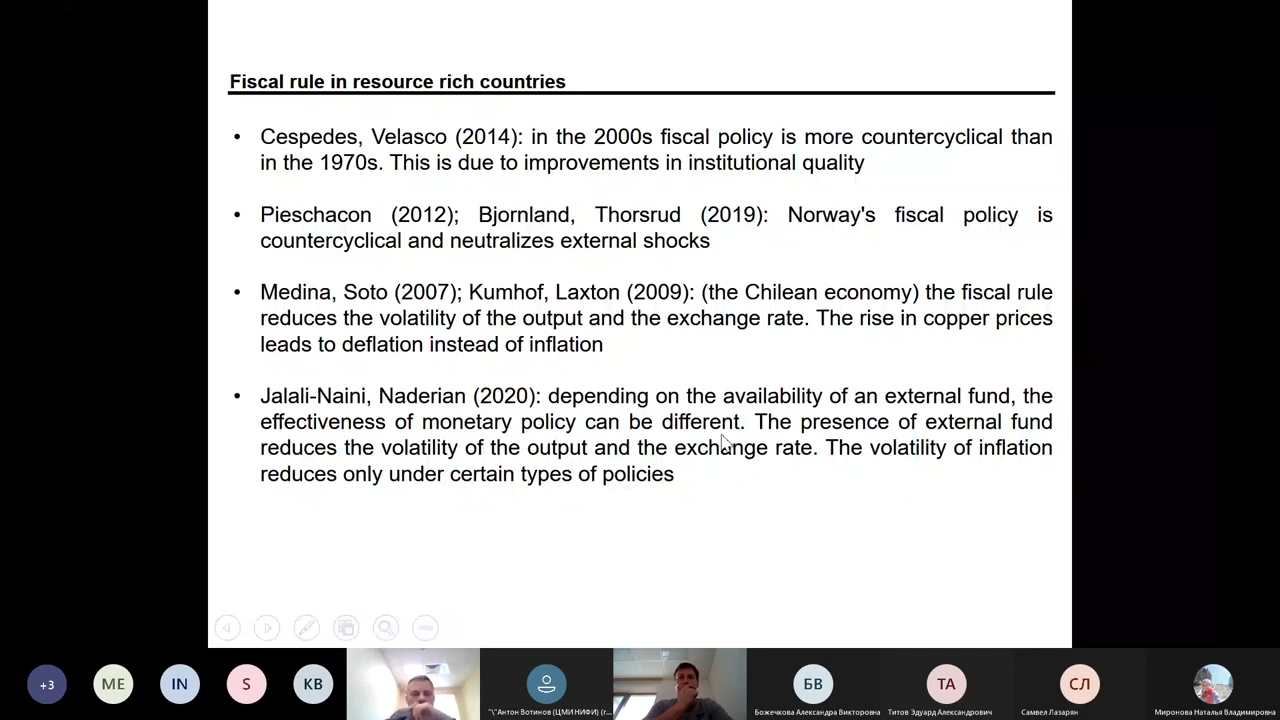 Fiscal rule in resource rich countries
• Cespedes, Velasco (2014): in the 2000s fiscal policy is more countercyclical than
in the 1970s. This is due to improvements in institutional quality
• Pieschacon (2012); Bjornland, Thorsrud (2019): Norway's fiscal policy is
countercyclical and neutralizes external shocks
• Medina, Soto (2007); Kumhof, Laxton (2009): (the Chilean economy) the fiscal rule
reduces the volatility of the output and the exchange rate. The rise in copper prices
leads to deflation instead of inflation
• Jalali-Naini, Naderian (2020): depending on the availability of an external fund, the
effectiveness of monetary policy can be different. The presence of external fund
reduces the volatility of the output and the exchange rate. The volatility of inflation
reduces only under certain types of policies
+3
ME
IN
S
KB
БВ
TA
СЛ
"\"Антон Вотинов (ЦМИ НИФИ) (г...
Божечкова Александра Викторовна
Титов Эдуард Александрович
Самвел Лазарян
Миронова Наталья Владимировна